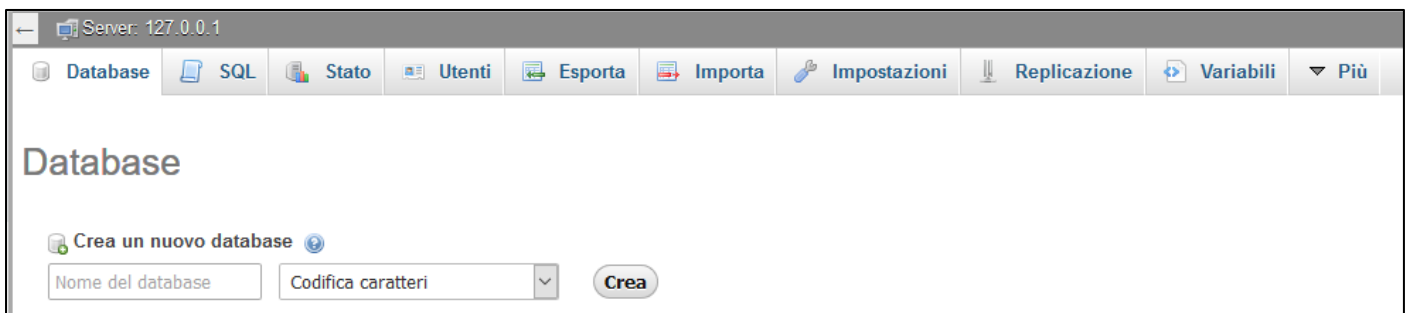 Server: 127.0.0.1
Database SQL Stato Utenti Esporta Importa Impostazioni Replicazione Variabili Più
Database
Crea un nuovo database
Nome del database Codifica caratteri Crea